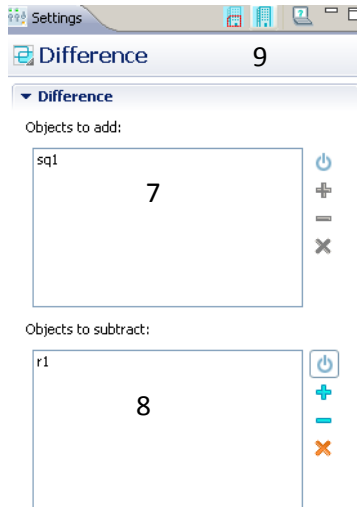 Settings
Difference 9
Difference
Objects to add:
sq1
7
Objects to subtract:
r1
8